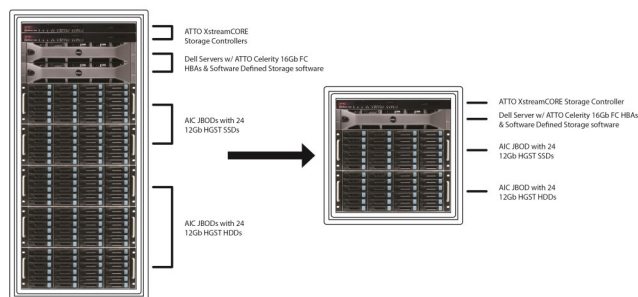 ATTO XstreamCORE
Storage Controllers
Dell Servers w/ ATTO Celerity 16Gb FC
HBAs & Software Defined Storage software
AIC JBODs with 24
12Gb HGST SSDs
AIC JBODs with 24
12Gb HGST HDDs
ATTO XstreamCORE Storage Controller
Dell Server w/ ATTO Celerity 16Gb FC HBAs
& Software Defined Storage software
AIC JBOD with 24
12Gb HGST SSDs
AIC JBOD with 24
12Gb HGST HDDs